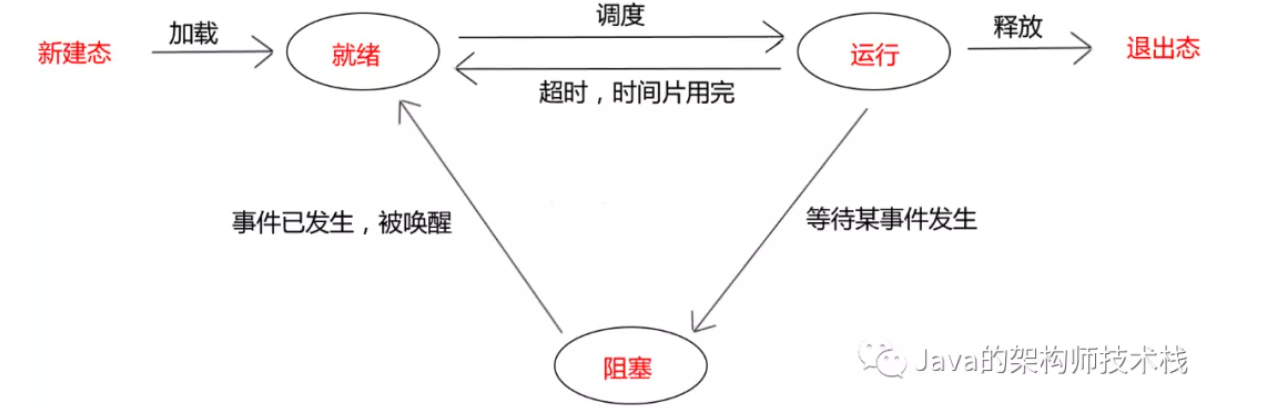 调度
加载
释放
新建态
就绪
运行
退出态
超时，时间片用完
事件已发生，被唤醒
等待某事件发生
阻塞
Java的架构师技术栈